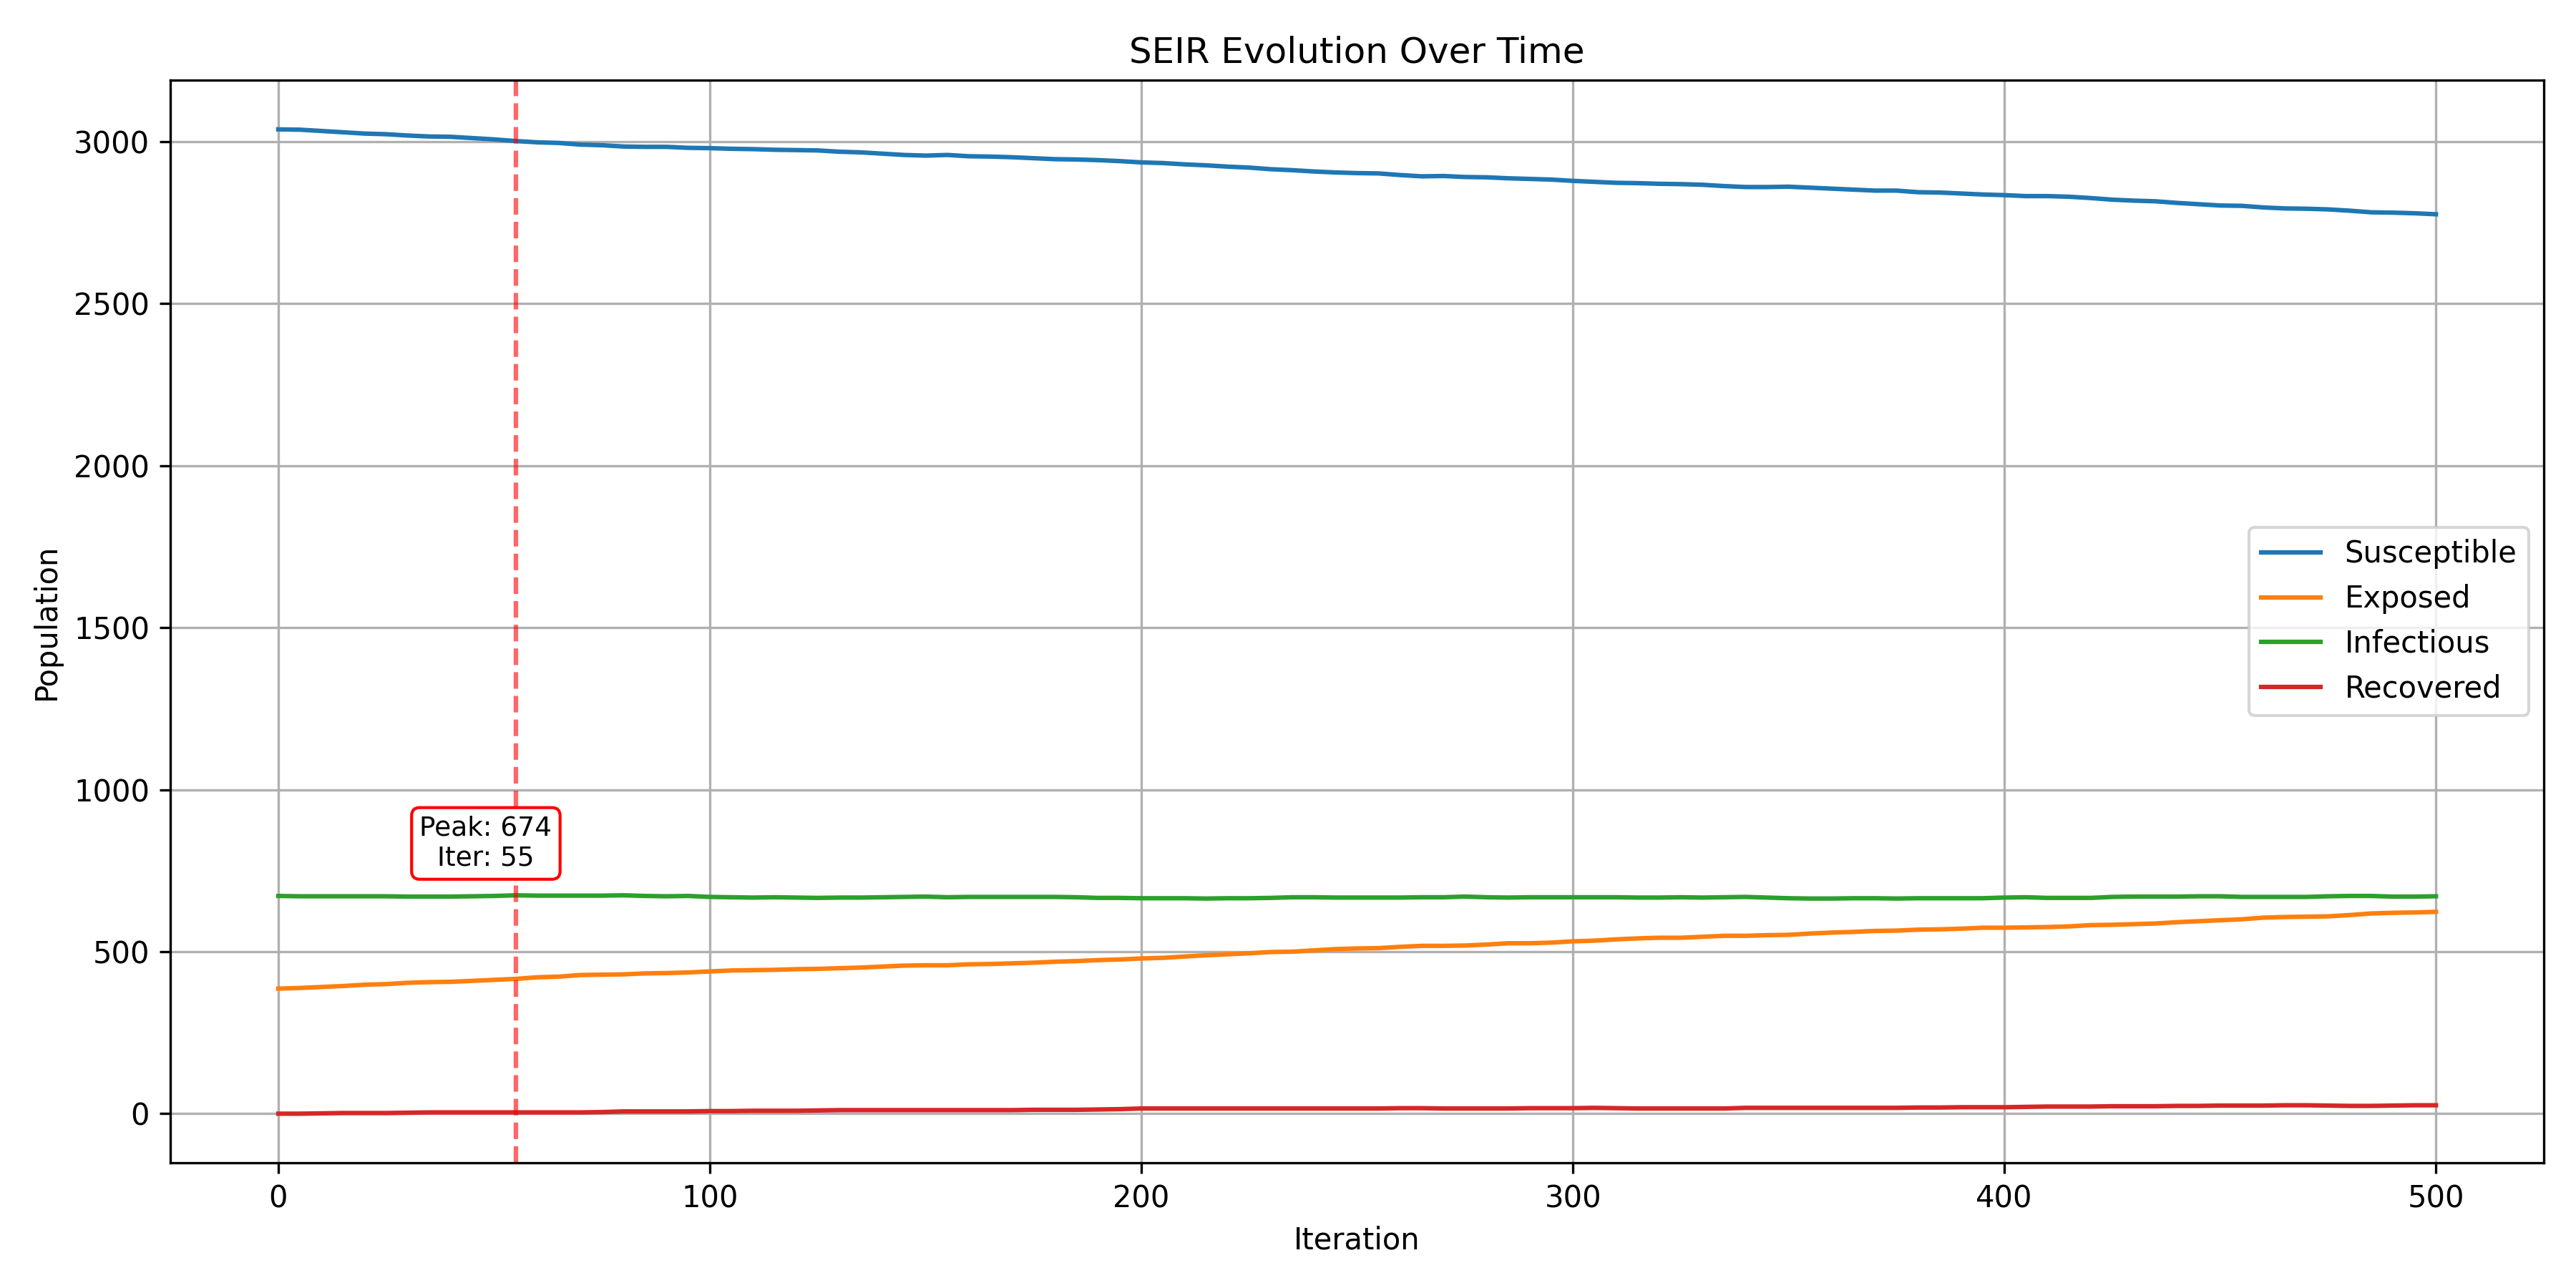 SEIR Evolution Over Time
Population
3000
2500
2000
1500
1000
500
0
Peak: 674
Iter: 55
Susceptible
Exposed
Infectious
Recovered
0 100 200 300 400 500
Iteration